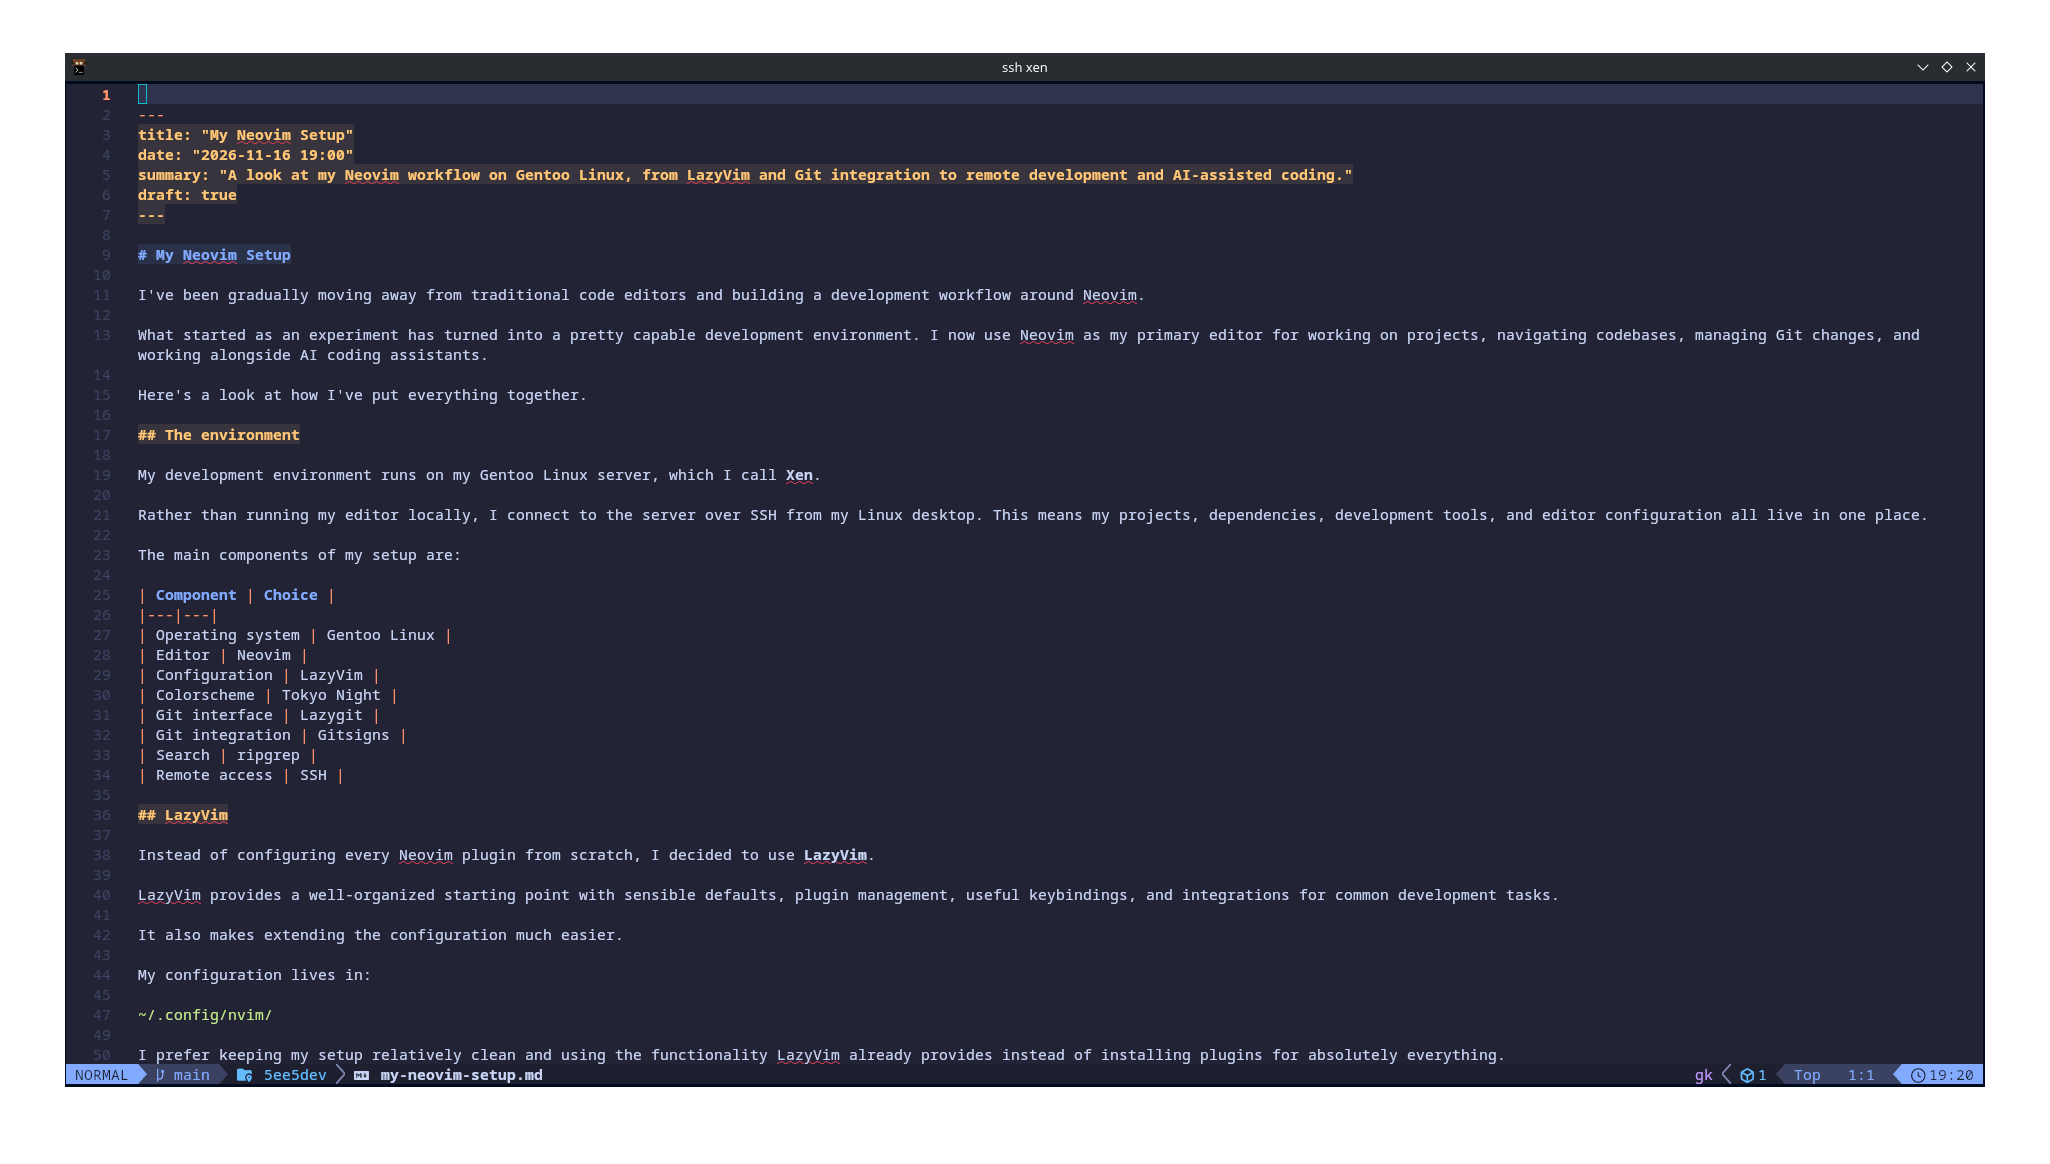 ssh xen
1
2 ---
3 title: "My Neovim Setup"
4 date: "2026-11-16 19:00"
5 summary: "A look at my Neovim workflow on Gentoo Linux, from LazyVim and Git integration to remote development and AI-assisted coding."
6 draft: true
7 ---
8
9 # My Neovim Setup
10
11 I've been gradually moving away from traditional code editors and building a development workflow around Neovim.
12
13 What started as an experiment has turned into a pretty capable development environment. I now use Neovim as my primary editor for working on projects, navigating codebases, managing Git changes, and
working alongside AI coding assistants.
14
15 Here's a look at how I've put everything together.
16
17 ## The environment
18
19 My development environment runs on my Gentoo Linux server, which I call Xen.
20
21 Rather than running my editor locally, I connect to the server over SSH from my Linux desktop. This means my projects, dependencies, development tools, and editor configuration all live in one place.
22
23 The main components of my setup are:
24
25 | Component | Choice |
26 |---|---|
27 | Operating system | Gentoo Linux |
28 | Editor | Neovim |
29 | Configuration | LazyVim |
30 | Colorscheme | Tokyo Night |
31 | Git interface | Lazygit |
32 | Git integration | Gitsigns |
33 | Search | ripgrep |
34 | Remote access | SSH |
35
36 ## LazyVim
37
38 Instead of configuring every Neovim plugin from scratch, I decided to use LazyVim.
39
40 LazyVim provides a well-organized starting point with sensible defaults, plugin management, useful keybindings, and integrations for common development tasks.
41
42 It also makes extending the configuration much easier.
43
44 My configuration lives in:
45
47 ~/.config/nvim/
49
50 I prefer keeping my setup relatively clean and using the functionality LazyVim already provides instead of installing plugins for absolutely everything.
NORMAL main 5ee5dev my-neovim-setup.md gk 1 Top 1:1 19:20